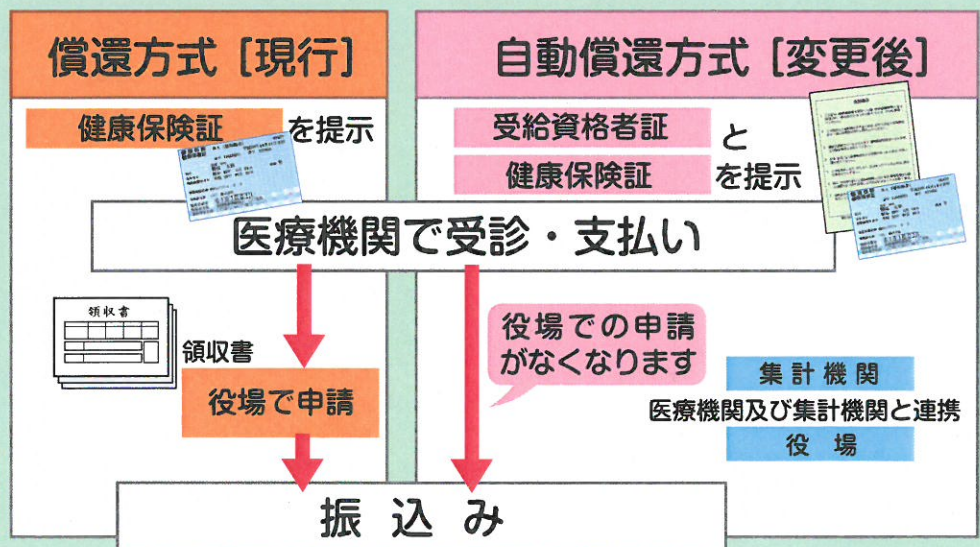 償還方式［現行］
健康保険証を提示
自動償還方式［変更後］
受給資格者証と
健康保険証を提示
医療機関で受診・支払い
領収書
領収書
役場で申請
役場での申請
がなくなります
集計機関
医療機関及び集計機関と連携
役場
振込み